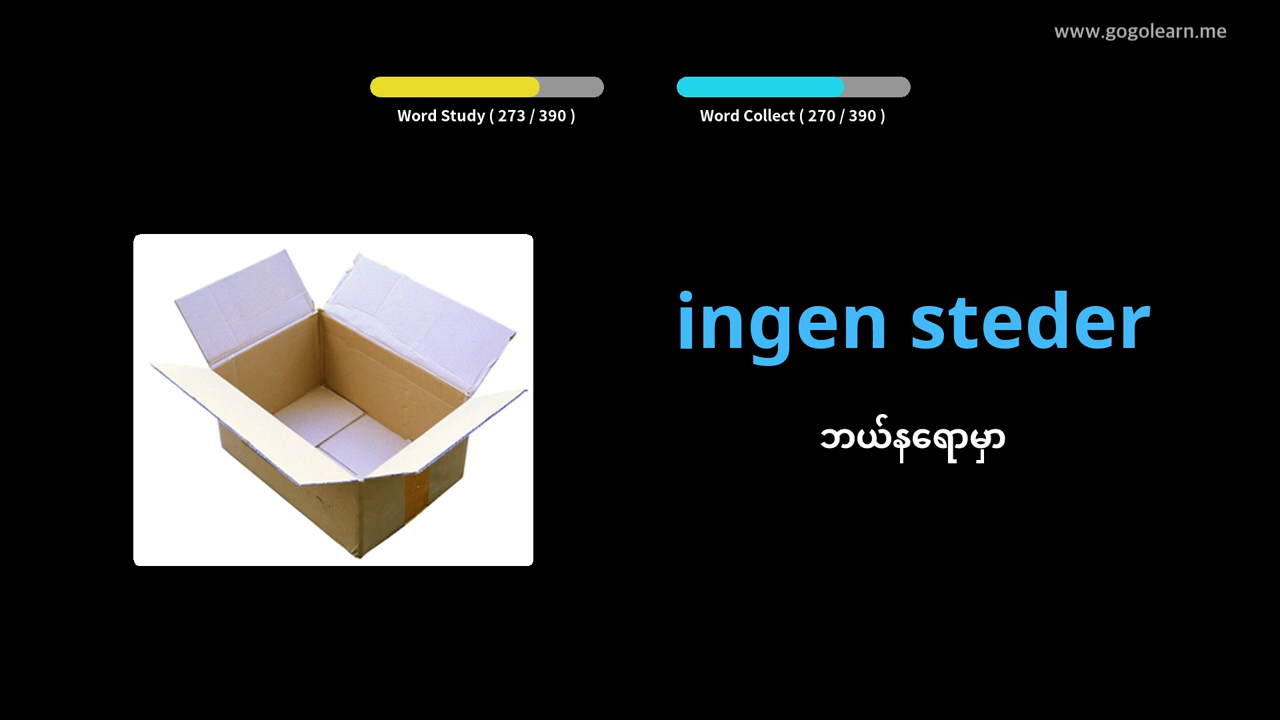 www.gogolearn.me
Word Study ( 273 / 390 )
Word Collect ( 270 / 390 )
ingen steder
ဘယ်နရောမှာ